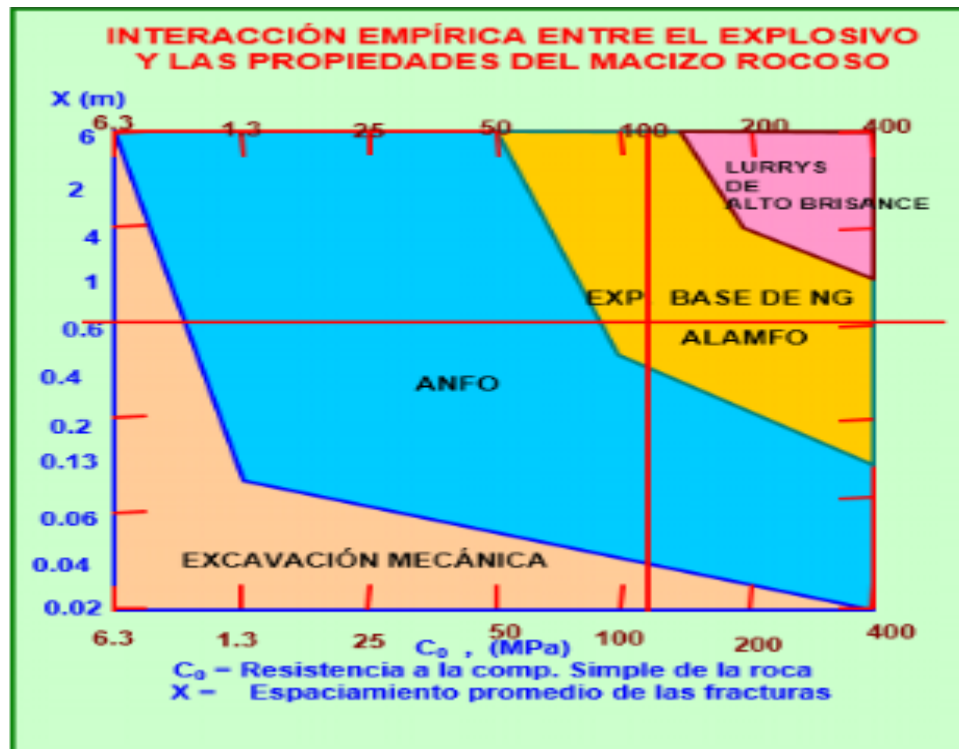 INTERACCIÓN EMPÍRICA ENTRE EL EXPLOSIVO
Y LAS PROPIEDADES DEL MACIZO ROCOSO
X (m)
6.3 1.3 25 50 100 200 400
6
2
4
1
0.6
0.4
0.2
0.13
0.06
0.04
0.02
LURRYS
DE
ALTO BRISANCE
EXP BASE DE NG
ALAMFO
ANFO
EXCAVACIÓN MECÁNICA
6.3 1.3 25 50 100 200 400
C₀ , (MPa)
C₀ – Resistencia a la comp. Simple de la roca
X – Espaciamiento promedio de las fracturas